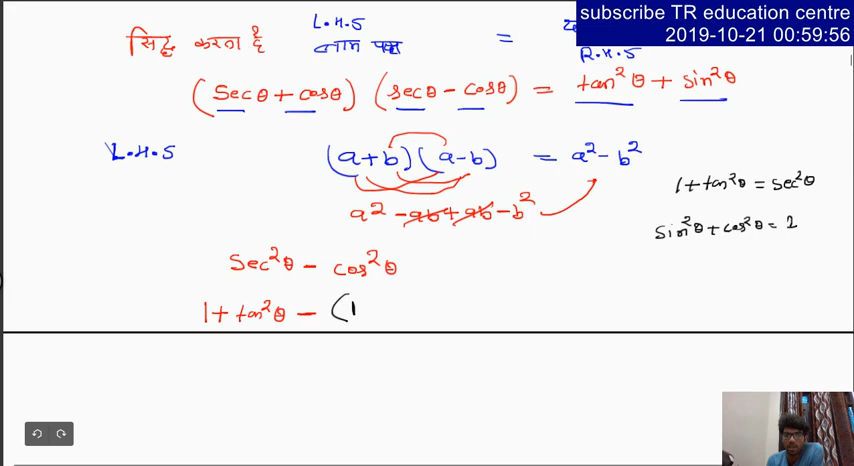 subscribe TR education centre
2019-10-21 00:59:56
सिद्ध करना है L.H.S = R.H.S
(secθ + cosθ) (secθ - cosθ) = tan²θ + sin²θ
L.H.S (a+b)(a-b) = a² - b²
a² - ab + ab - b²
1 + tan²θ = sec²θ
sin²θ + cos²θ = 1
sec²θ - cos²θ
1 + tan²θ - (1